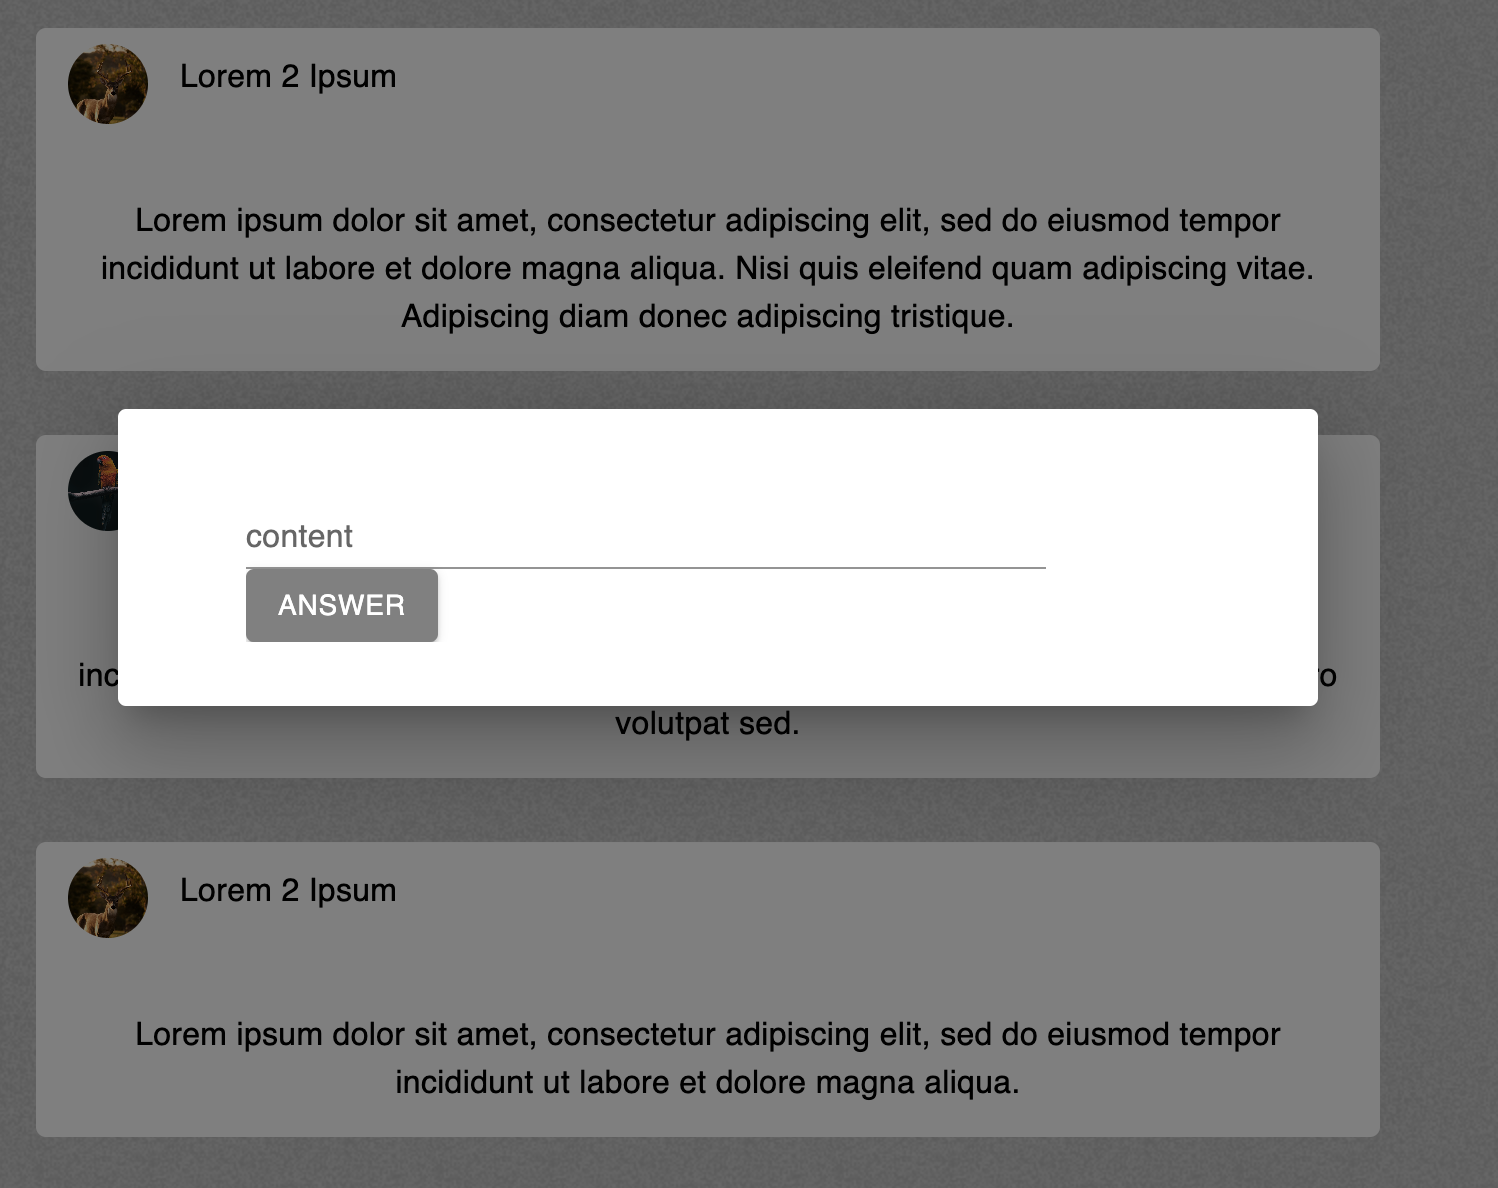 Lorem 2 Ipsum
Lorem ipsum dolor sit amet, consectetur adipiscing elit, sed do eiusmod tempor
incididunt ut labore et dolore magna aliqua. Nisi quis eleifend quam adipiscing vitae.
Adipiscing diam donec adipiscing tristique.
content
ANSWER
volutpat sed.
Lorem 2 Ipsum
Lorem ipsum dolor sit amet, consectetur adipiscing elit, sed do eiusmod tempor
incididunt ut labore et dolore magna aliqua.